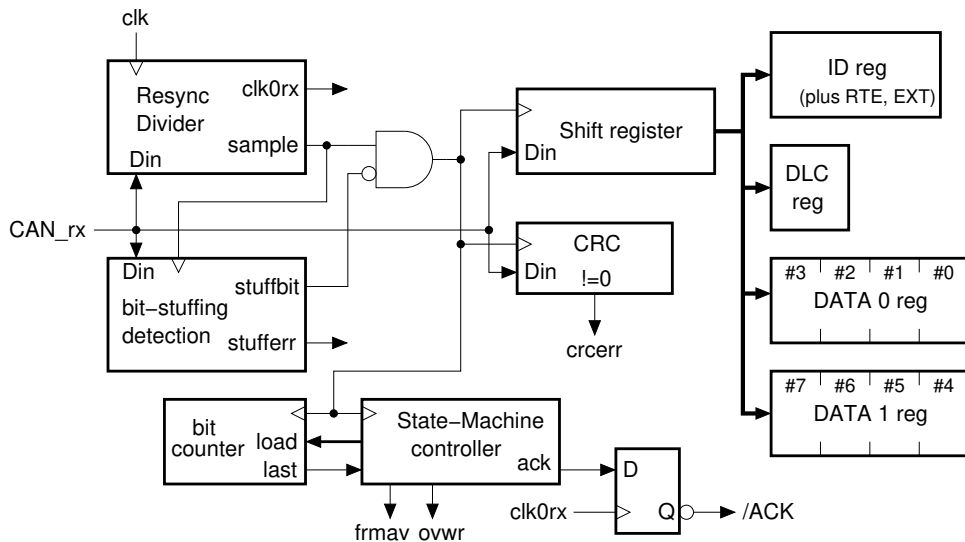 clk
Resync
Divider
clk0rx
sample
Din
CAN_rx
Din
bit-stuffing
detection
stuffbit
stufferr
Shift register
Din
CRC
Din
!=0
crcerr
ID reg
(plus RTE, EXT)
DLC
reg
#3 #2 #1 #0
DATA 0 reg
#7 #6 #5 #4
DATA 1 reg
bit
counter
load
last
State-Machine
controller
ack
frmav ovwr
clk0rx
D
Q
/ACK